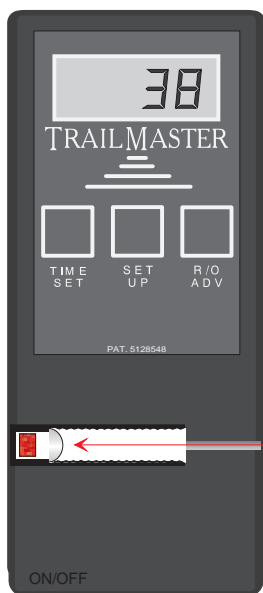 38
TRAILMASTER
TIME SET
SET UP
R/O ADV
PAT. 5128548
ON/OFF